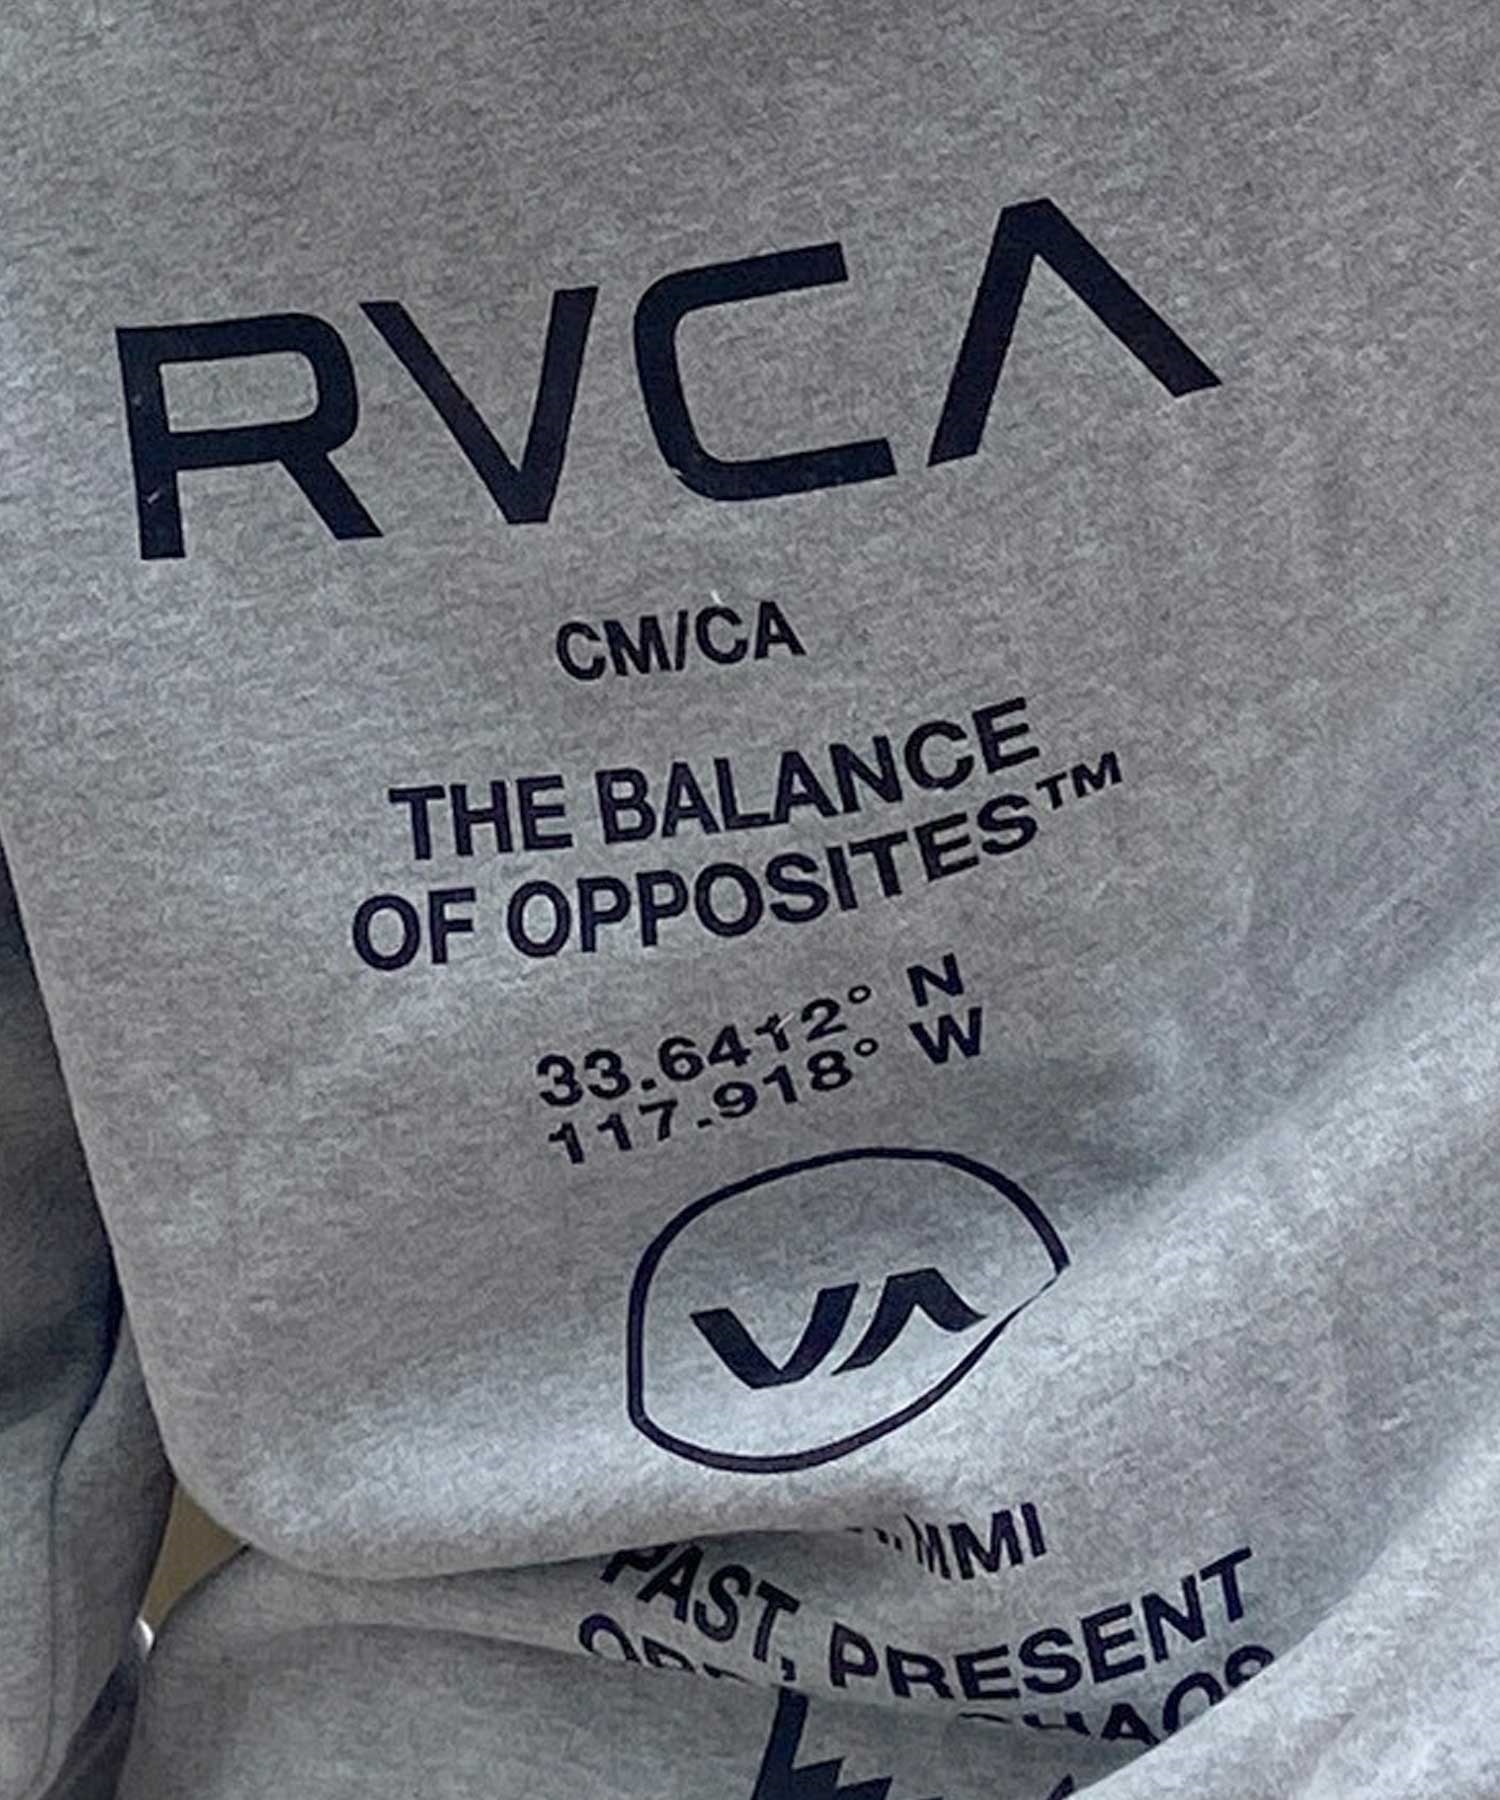 RVCA
CM/CA
THE BALANCE
OF OPPOSITES™
33.6412° N
117.918° W
VA
PAST, PRESENT